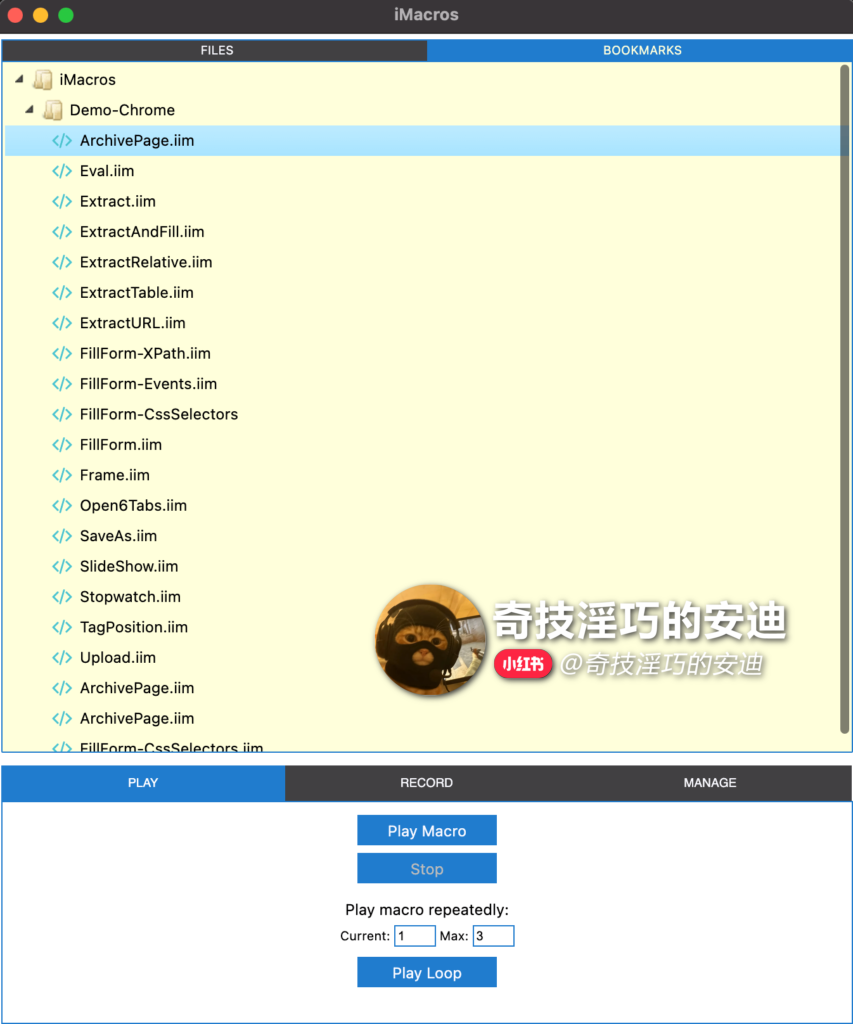 iMacros
FILES
BOOKMARKS
iMacros
Demo-Chrome
ArchivePage.iim
Eval.iim
Extract.iim
ExtractAndFill.iim
ExtractRelative.iim
ExtractTable.iim
ExtractURL.iim
FillForm-XPath.iim
FillForm-Events.iim
FillForm-CssSelectors
FillForm.iim
Frame.iim
Open6Tabs.iim
SaveAs.iim
SlideShow.iim
Stopwatch.iim
TagPosition.iim
Upload.iim
ArchivePage.iim
ArchivePage.iim
FillForm-CssSelectors.iim
奇技淫巧的安迪
小红书 @奇技淫巧的安迪
PLAY
RECORD
MANAGE
Play Macro
Stop
Play macro repeatedly:
Current: 1 Max: 3
Play Loop